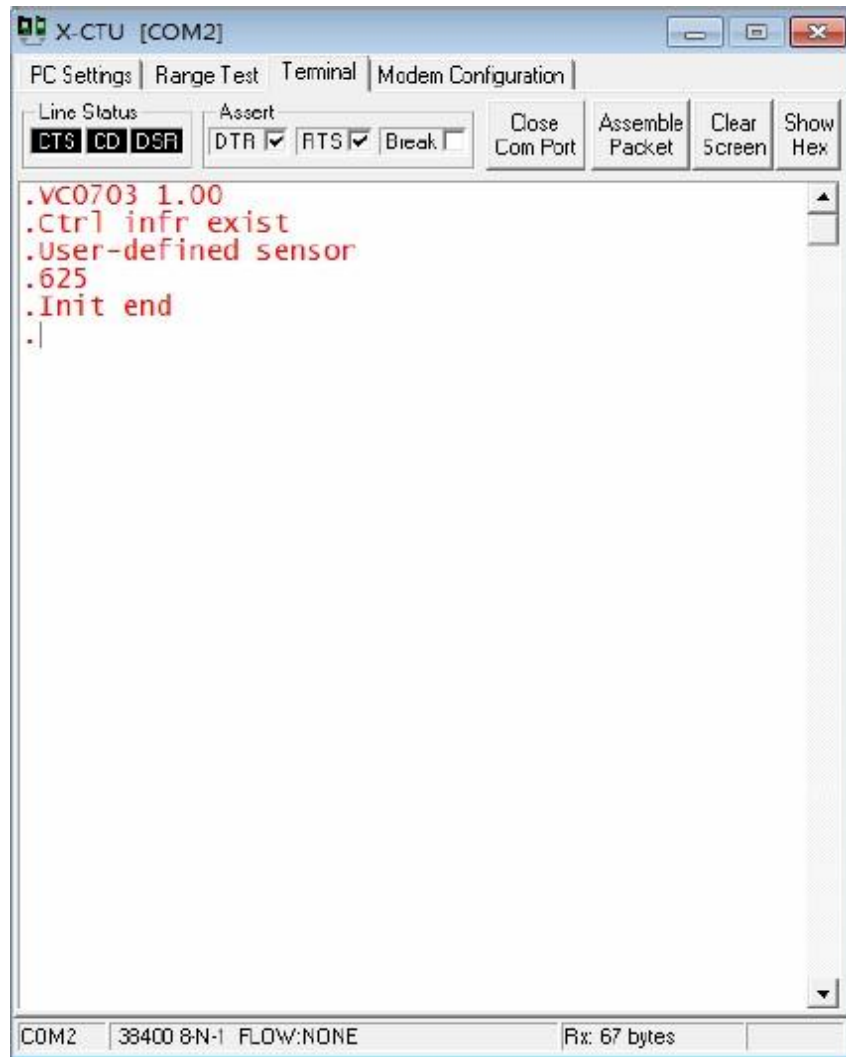 X-CTU [COM2]
PC Settings Range Test Terminal Modem Configuration
Line Status
CTS CD DSR
Assert
DTR RTS Break
Close
Com Port
Assemble
Packet
Clear
Screen
Show
Hex
.VC0703 1.00
.Ctrl infr exist
.User-defined sensor
.625
.Init end
.
COM2 38400 8-N-1 FLOW:NONE Rx: 67 bytes